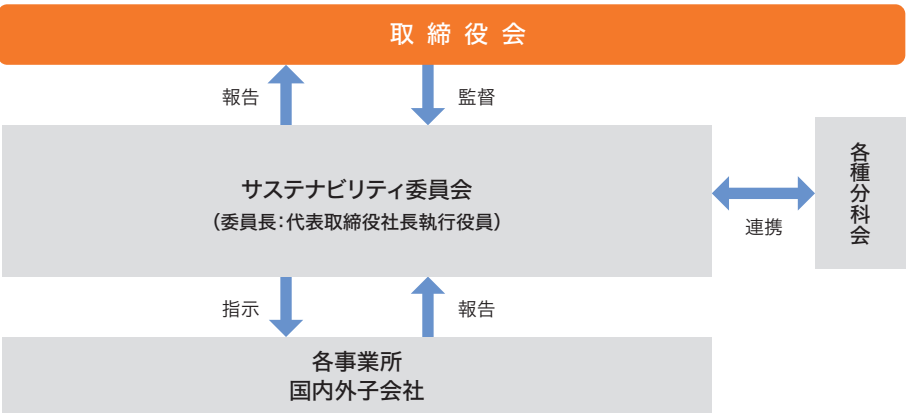 取締役会
報告
監督
サステナビリティ委員会
（委員長：代表取締役社長執行役員）
連携
各種分科会
指示
報告
各事業所
国内外子会社